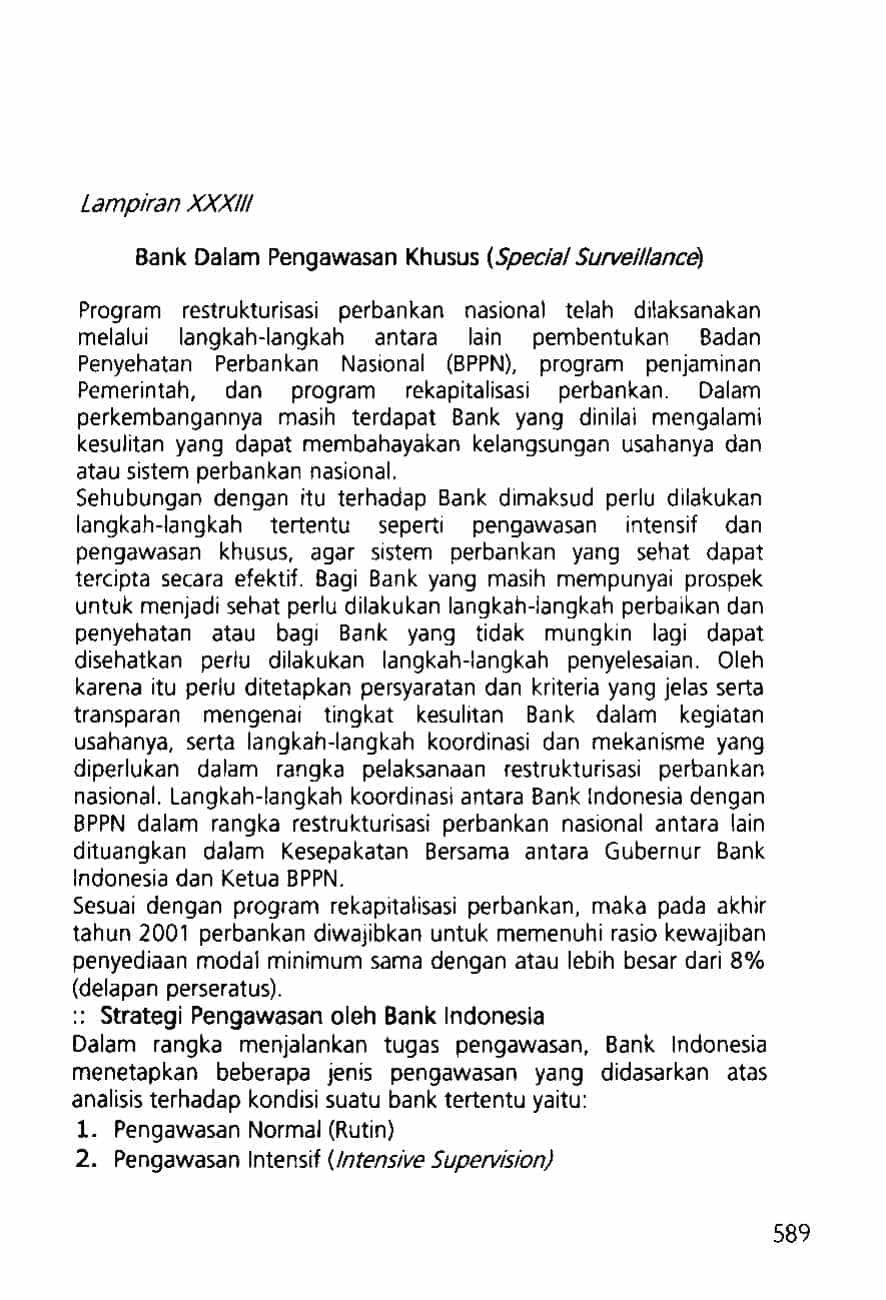 Lampiran XXXIII
Bank Dalam Pengawasan Khusus (Special Surveillance)
Program restrukturisasi perbankan nasional telah dilaksanakan
melalui langkah-langkah antara lain pembentukan Badan
Penyehatan Perbankan Nasional (BPPN), program penjaminan
Pemerintah, dan program rekapitalisasi perbankan. Dalam
perkembangannya masih terdapat Bank yang dinilai mengalami
kesulitan yang dapat membahayakan kelangsungan usahanya dan
atau sistem perbankan nasional.
Sehubungan dengan itu terhadap Bank dimaksud perlu dilakukan
langkah-langkah tertentu seperti pengawasan intensif dan
pengawasan khusus, agar sistem perbankan yang sehat dapat
tercipta secara efektif. Bagi Bank yang masih mempunyai prospek
untuk menjadi sehat perlu dilakukan langkah-langkah perbaikan dan
penyehatan atau bagi Bank yang tidak mungkin lagi dapat
disehatkan perlu dilakukan langkah-langkah penyelesaian. Oleh
karena itu perlu ditetapkan persyaratan dan kriteria yang jelas serta
transparan mengenai tingkat kesulitan Bank dalam kegiatan
usahanya, serta langkah-langkah koordinasi dan mekanisme yang
diperlukan dalam rangka pelaksanaan restrukturisasi perbankan
nasional. Langkah-langkah koordinasi antara Bank Indonesia dengan
BPPN dalam rangka restrukturisasi perbankan nasional antara lain
dituangkan dalam Kesepakatan Bersama antara Gubernur Bank
Indonesia dan Ketua BPPN.
Sesuai dengan program rekapitalisasi perbankan, maka pada akhir
tahun 2001 perbankan diwajibkan untuk memenuhi rasio kewajiban
penyediaan modal minimum sama dengan atau lebih besar dari 8%
(delapan perseratus).
:: Strategi Pengawasan oleh Bank Indonesia
Dalam rangka menjalankan tugas pengawasan, Bank Indonesia
menetapkan beberapa jenis pengawasan yang didasarkan atas
analisis terhadap kondisi suatu bank tertentu yaitu:
1. Pengawasan Normal (Rutin)
2. Pengawasan Intensif (Intensive Supervision)
589